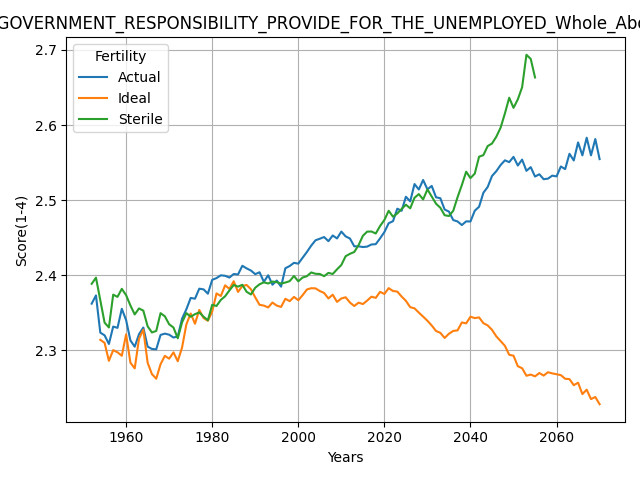 GOVERNMENT_RESPONSIBILITY_PROVIDE_FOR_THE_UNEMPLOYED_Whole_Abo
Fertility
Actual
Ideal
Sterile
2.7
2.6
2.5
2.4
2.3
Score(1-4)
1960 1980 2000 2020 2040 2060
Years